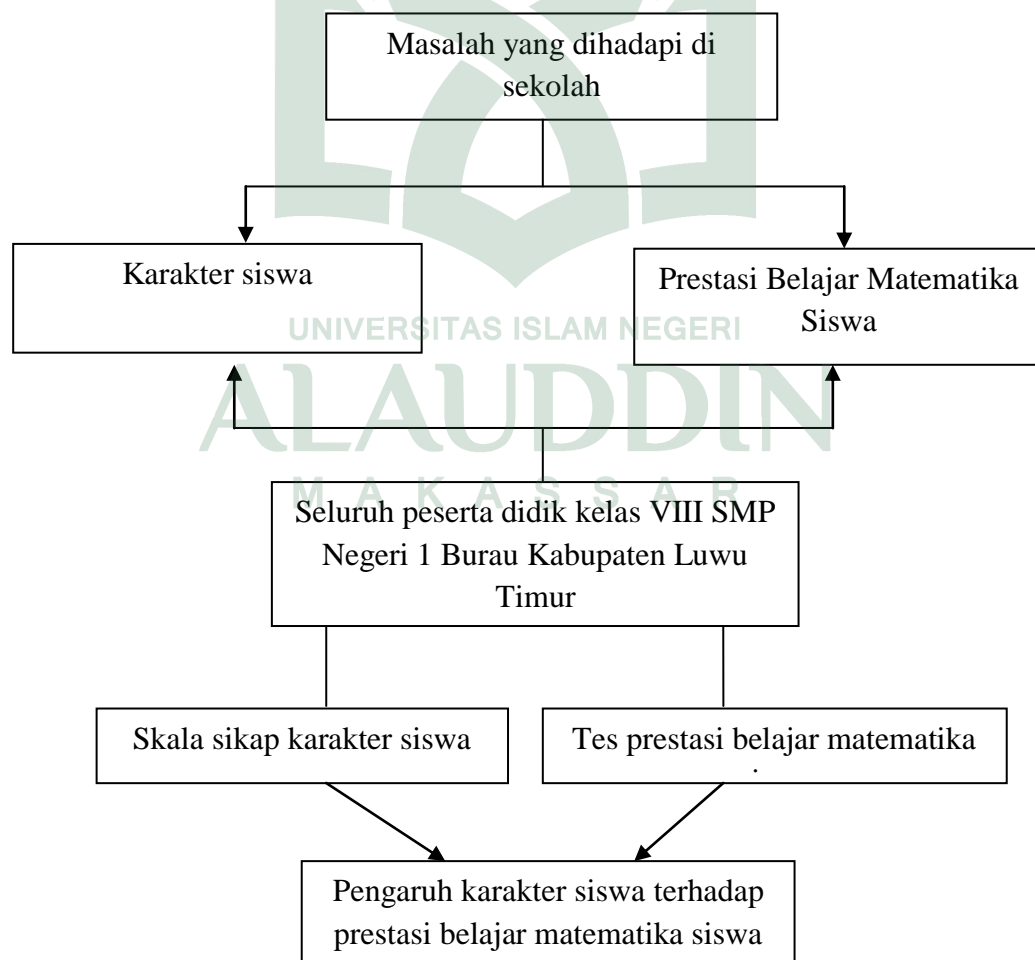 Masalah yang dihadapi di
sekolah
Karakter siswa
Prestasi Belajar Matematika
Siswa
UNIVERSITAS ISLAM NEGERI
ALAUDDIN
MAKASSAR
Seluruh peserta didik kelas VIII SMP
Negeri 1 Burau Kabupaten Luwu
Timur
Skala sikap karakter siswa
Tes prestasi belajar matematika
.
Pengaruh karakter siswa terhadap
prestasi belajar matematika siswa